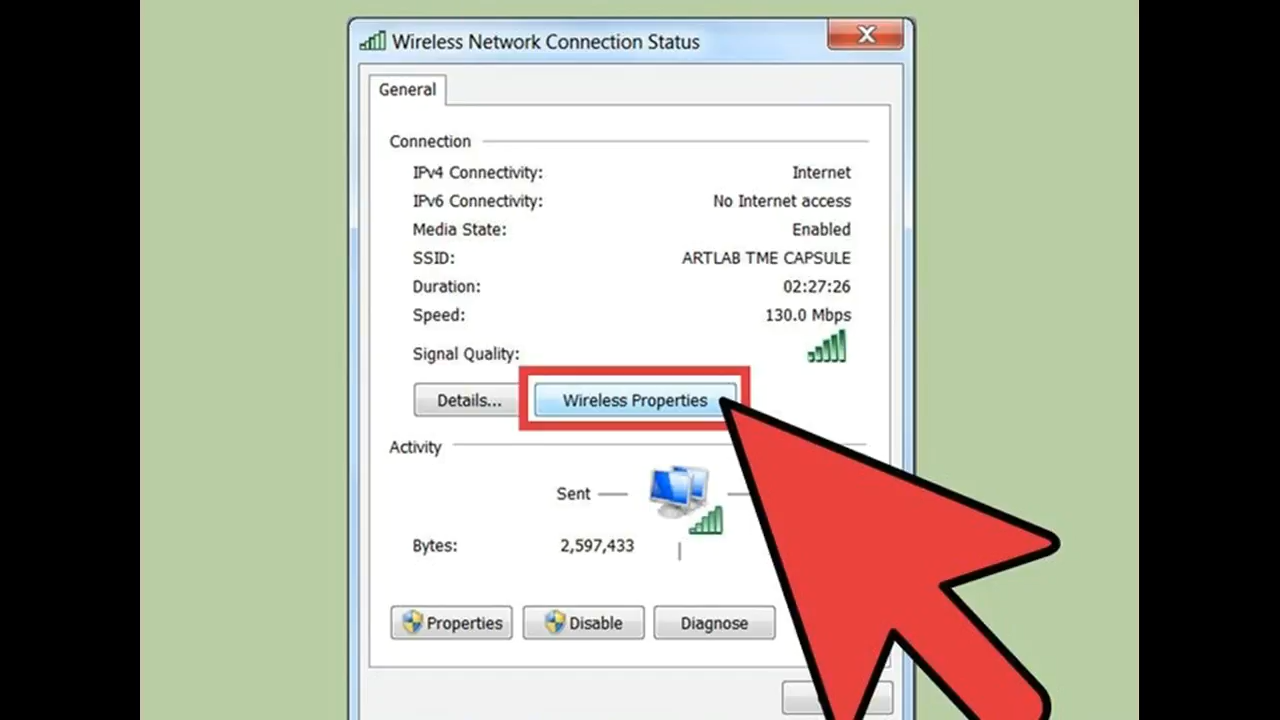 Wireless Network Connection Status
General
Connection
IPv4 Connectivity: Internet
IPv6 Connectivity: No Internet access
Media State: Enabled
SSID: ARTLAB TME CAPSULE
Duration: 02:27:26
Speed: 130.0 Mbps
Signal Quality:
Details... Wireless Properties
Activity
Sent
Bytes: 2,597,433
Properties Disable Diagnose